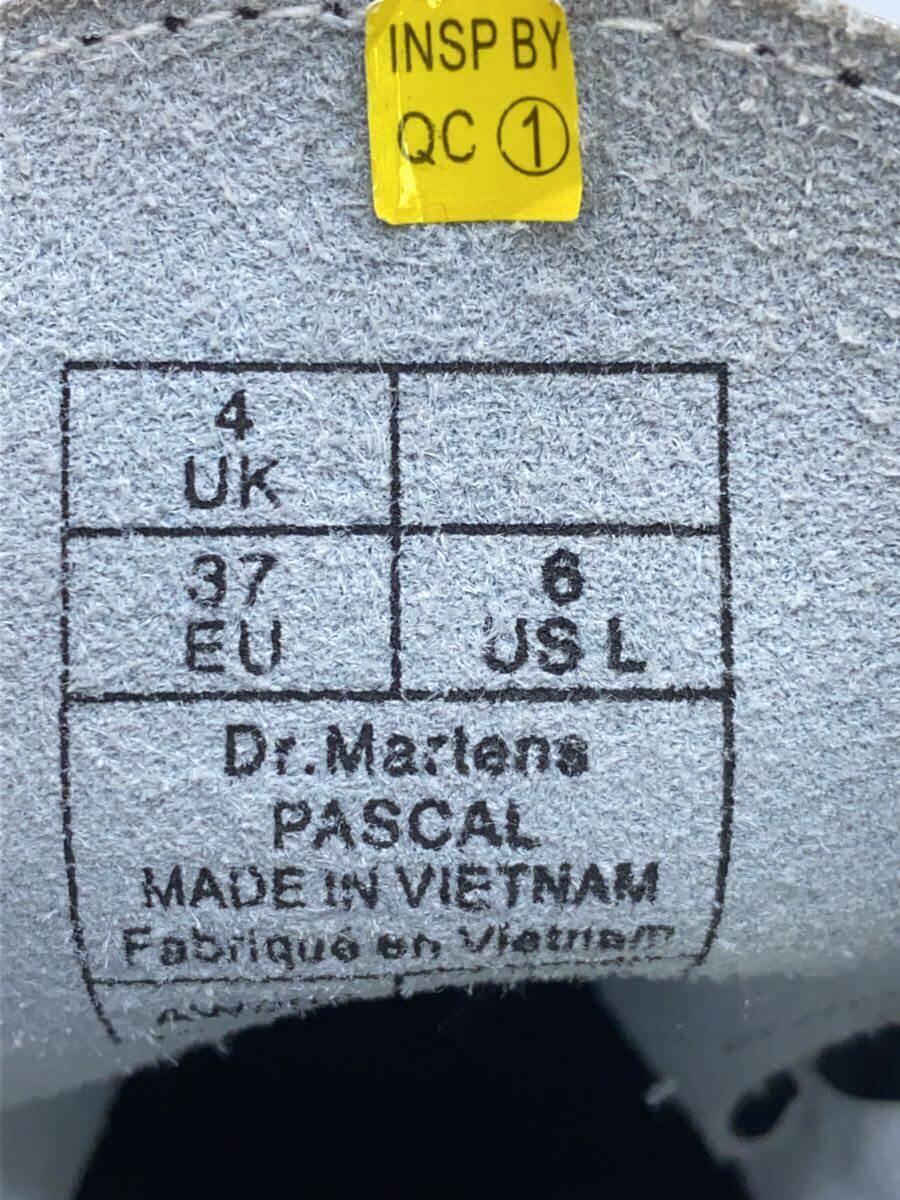 INSP BY
QC 1
4
UK
37
EU
6
US L
Dr.Martens
PASCAL
MADE IN VIETNAM
Fabriqué en Vietnam